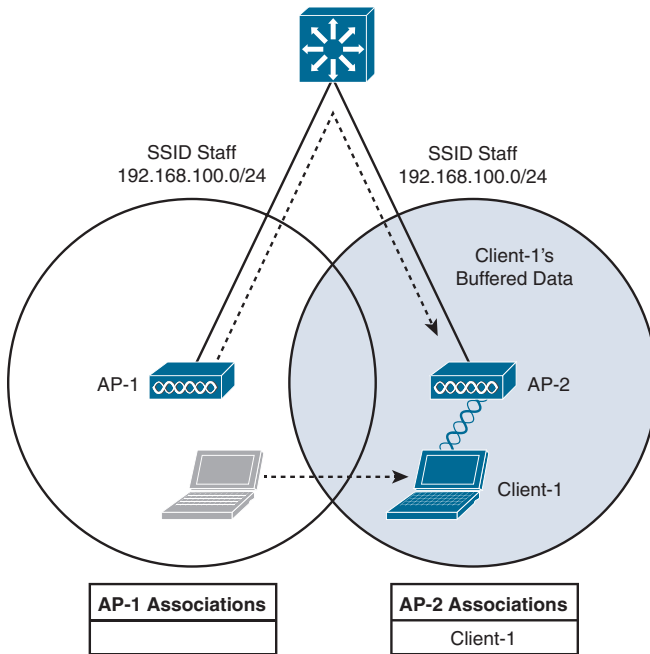 SSID Staff
192.168.100.0/24
SSID Staff
192.168.100.0/24
Client-1's
Buffered Data
AP-1
AP-2
Client-1
AP-1 Associations
AP-2 Associations
Client-1